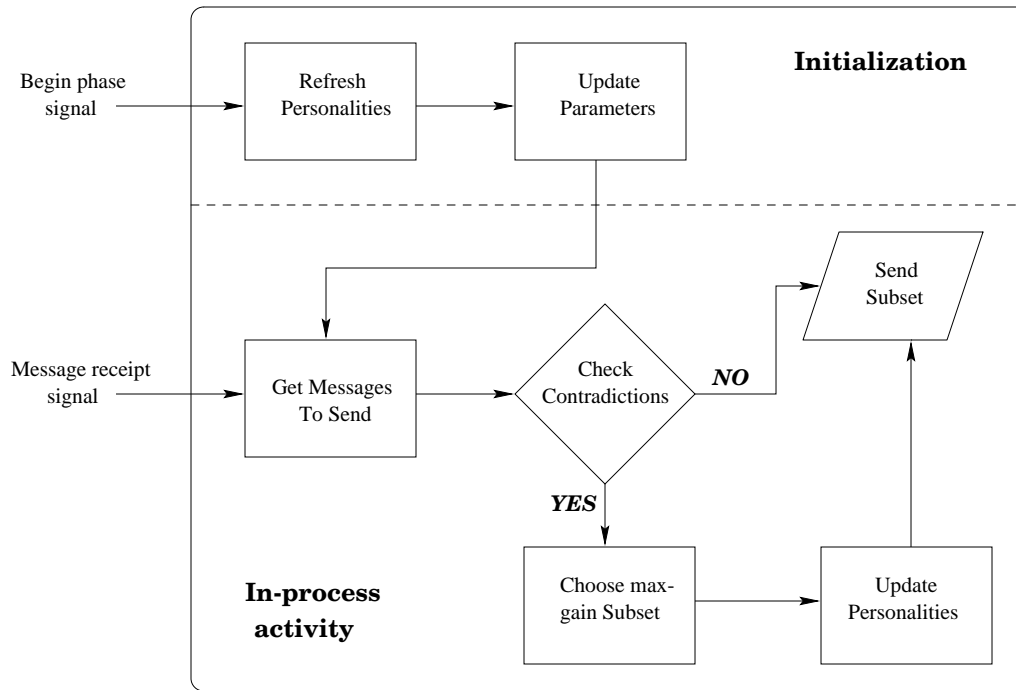 Begin phase
signal
Refresh
Personalities
Update
Parameters
Initialization
Send
Subset
Message receipt
signal
Get Messages
To Send
Check
Contradictions
NO
YES
In-process
activity
Choose max-
gain Subset
Update
Personalities